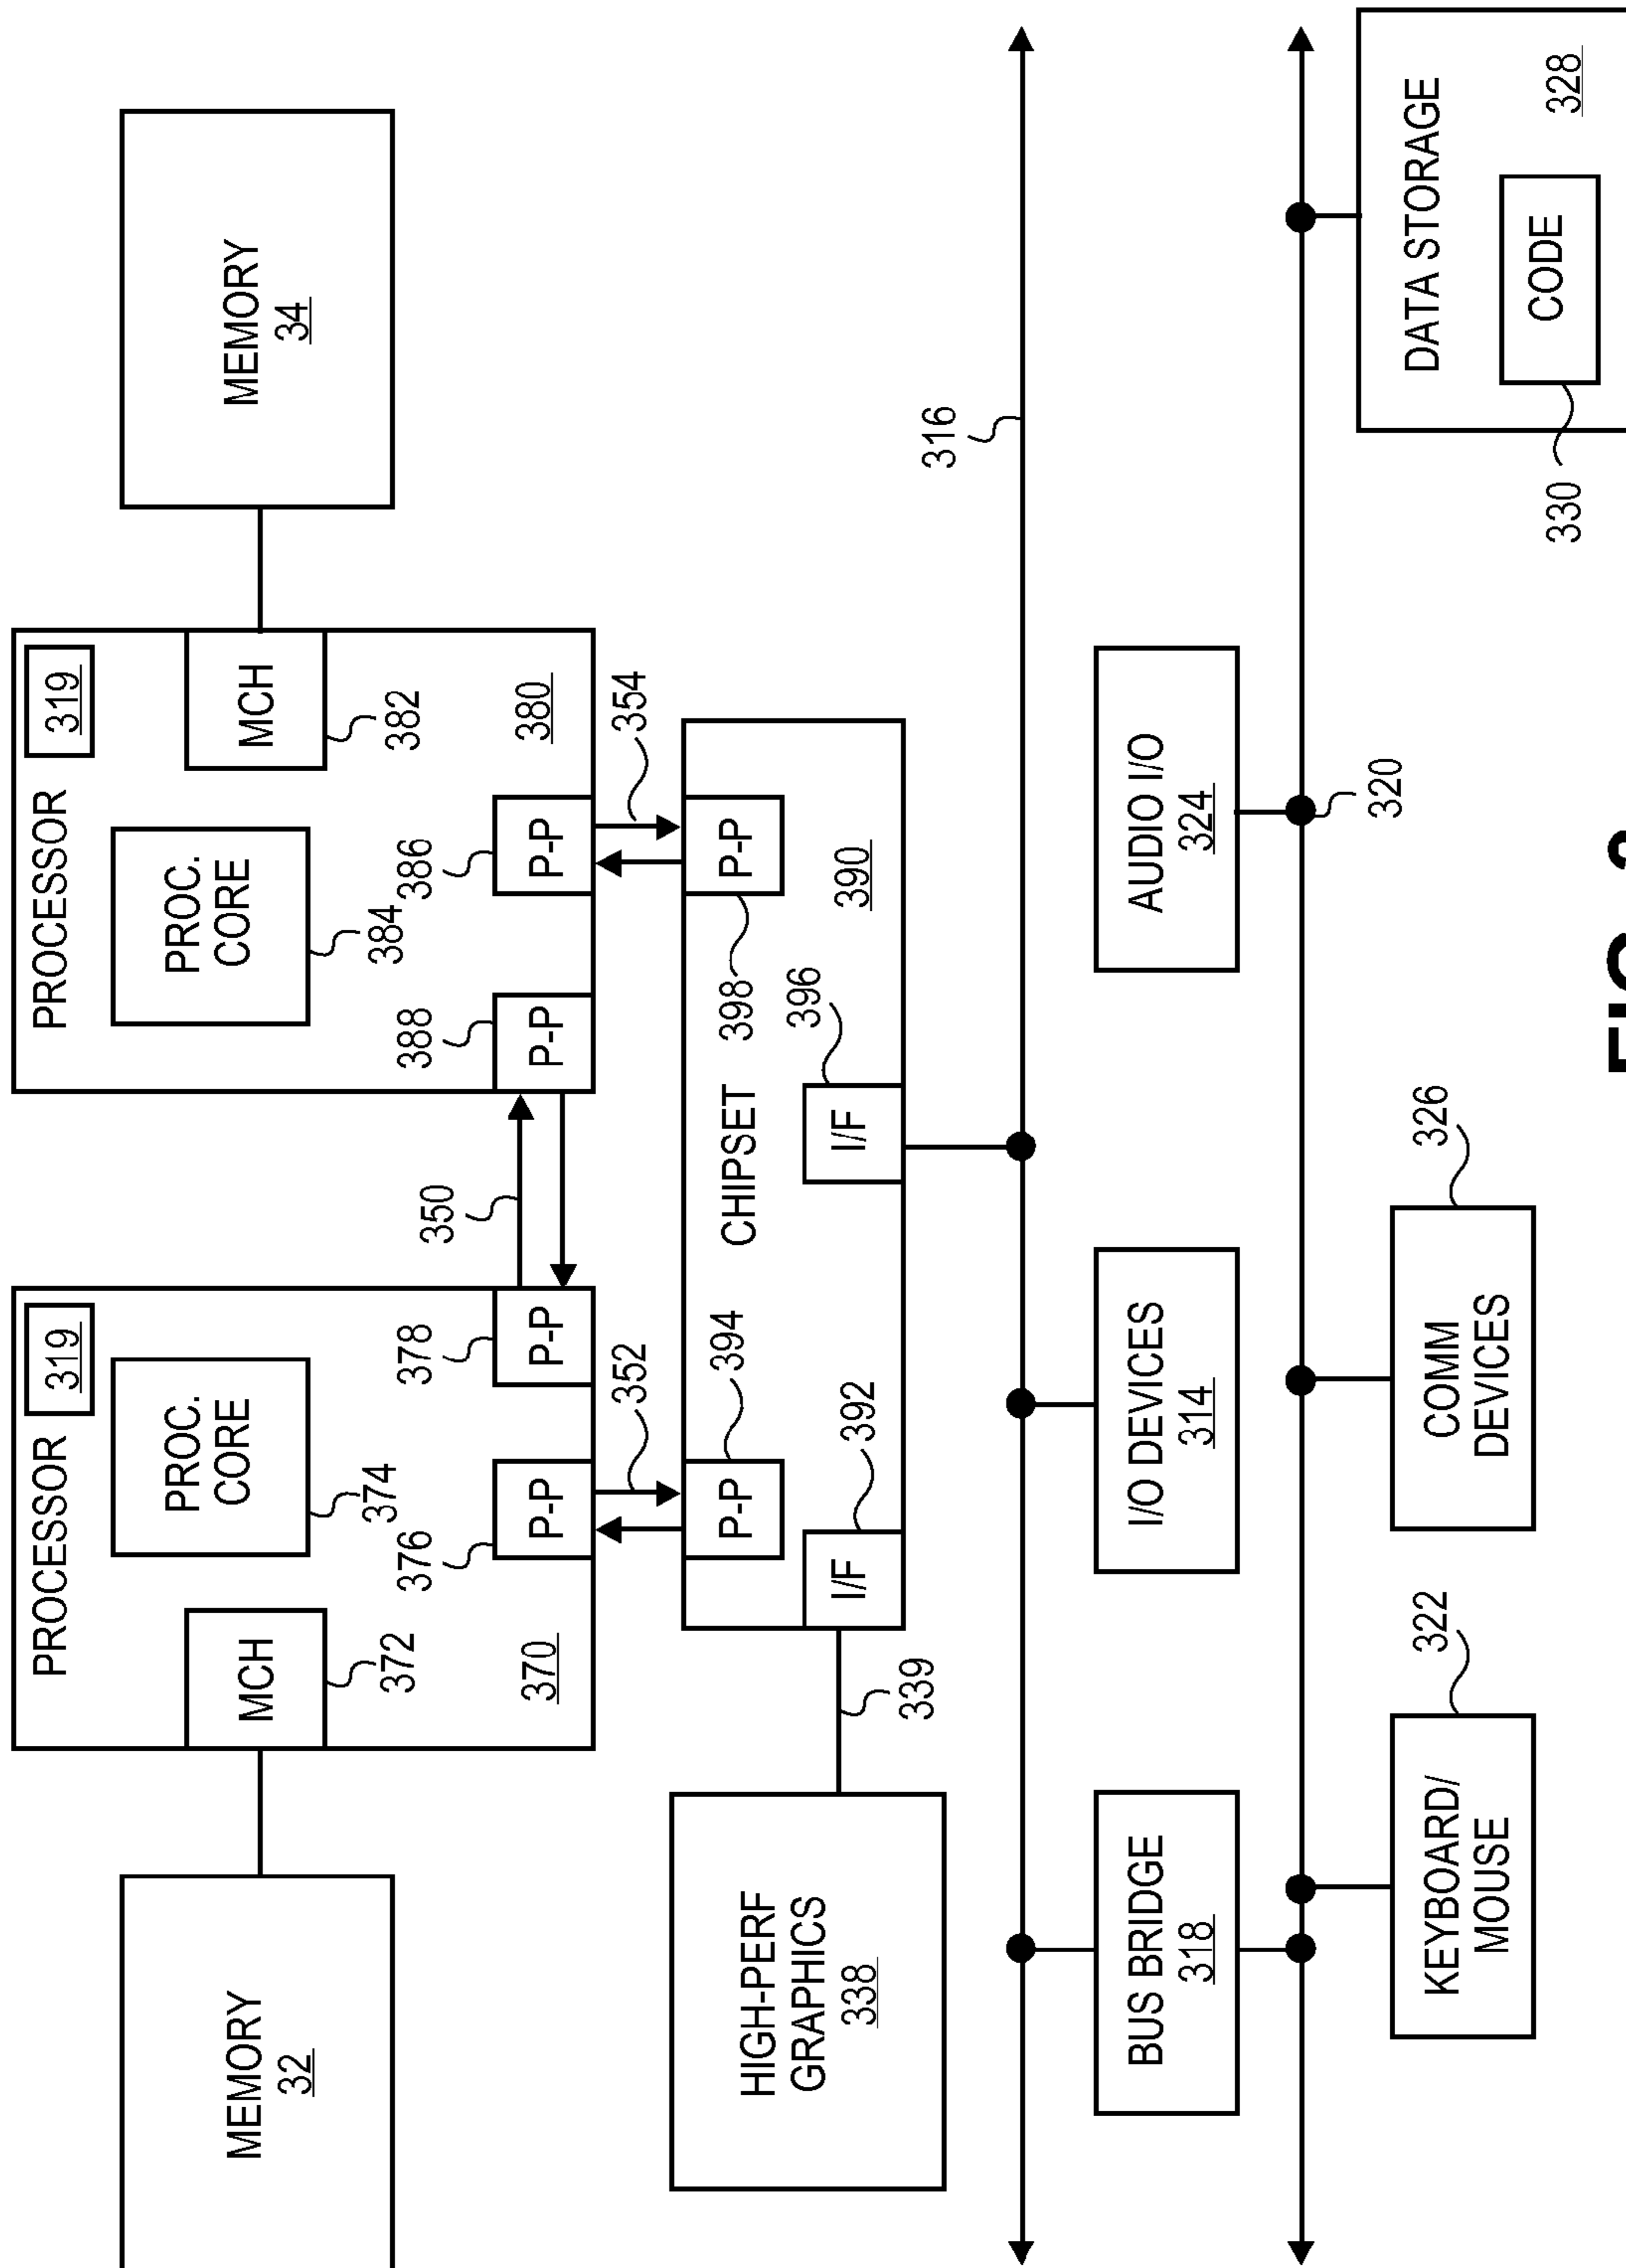 PROCESSOR
319
PROC.
CORE
374
MCH
372
376
P-P
378
P-P
370
MEMORY
32
350
PROCESSOR
319
PROC.
CORE
384
MCH
382
388
P-P
386
P-P
380
MEMORY
34
352
354
P-P
394
CHIPSET
P-P
398
390
I/F
392
I/F
396
339
HIGH-PERF
GRAPHICS
338
316
BUS BRIDGE
318
I/O DEVICES
314
AUDIO I/O
324
320
KEYBOARD/
MOUSE
322
COMM
DEVICES
326
DATA STORAGE
328
CODE
330